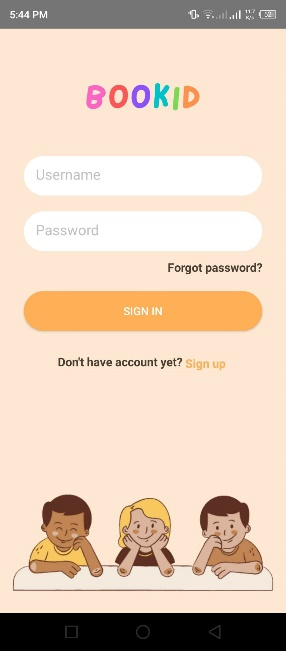 5:44 PM
BOOKID
Username
Password
Forgot password?
SIGN IN
Don't have account yet? Sign up